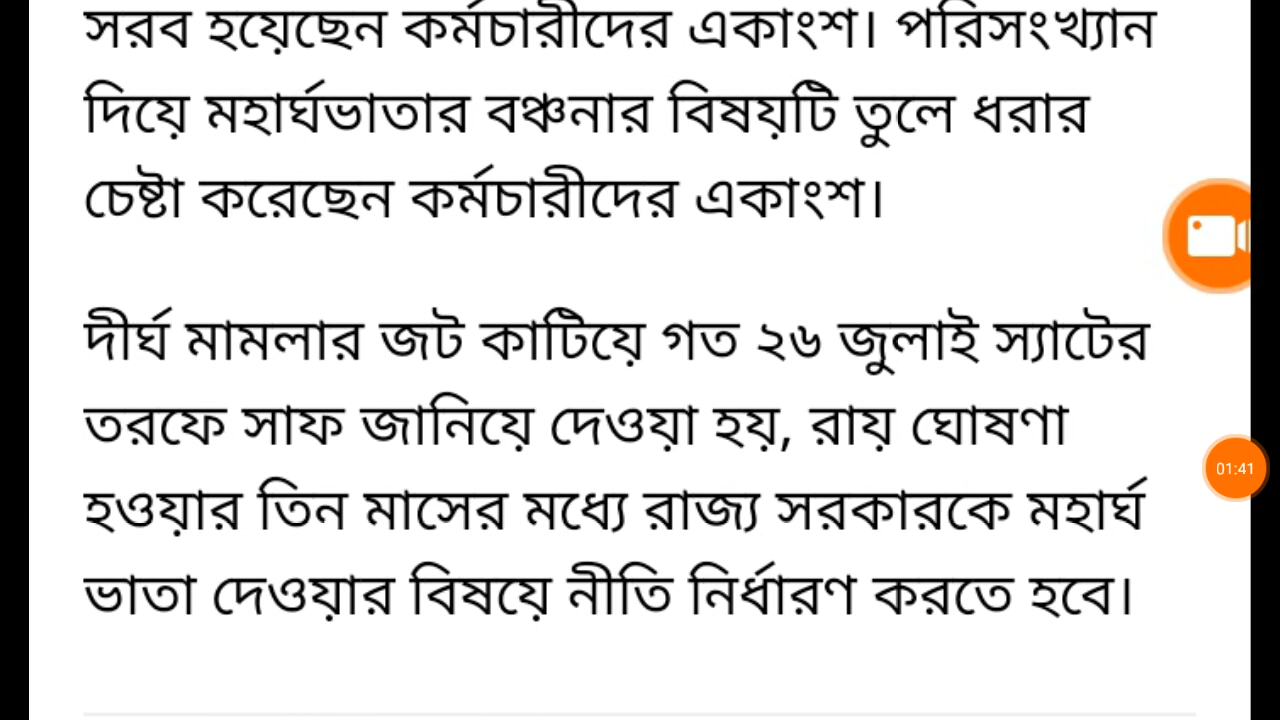 সরব হয়েছেন কর্মচারীদের একাংশ। পরিসংখ্যান
দিয়ে মহার্ঘভাতার বঞ্চনার বিষয়টি তুলে ধরার
চেষ্টা করেছেন কর্মচারীদের একাংশ।
দীর্ঘ মামলার জট কাটিয়ে গত ২৬ জুলাই স্যাটের
তরফে সাফ জানিয়ে দেওয়া হয়, রায় ঘোষণা
হওয়ার তিন মাসের মধ্যে রাজ্য সরকারকে মহার্ঘ
ভাতা দেওয়ার বিষয়ে নীতি নির্ধারণ করতে হবে।
01:41